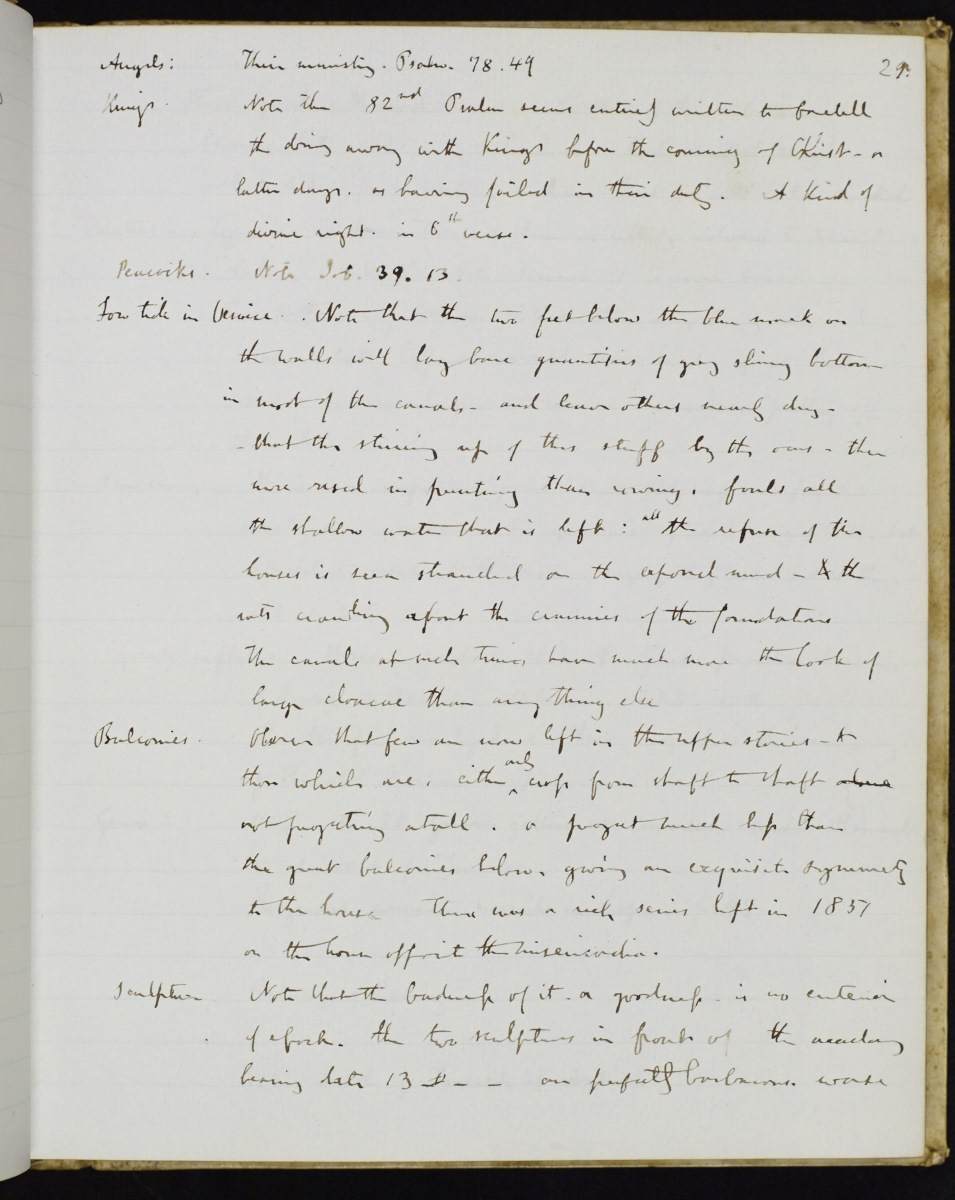 Angels: Their ministry. Psalm. 78.49 29.
Kings. Note the 82nd Psalm seems entirely written to foretell
the doing away with Kings before the coming of Christ - or
latter days. as having failed in their duty. A kind of
divine right. in 6th verse.
Peacocks. Note Job. 39. 13.
Low tide in Venice. Note that the two feet below the blue mark on
the walls will lay bare quantities of grey slimy bottom
in most of the canals - and leave others nearly dry -
- that the stirring up of this stuff by the oars - then
more used in punting than rowing, fouls all
the shallow water that is left: all the refuse of the
houses is seen stranded on the exposed mud - & the
rats crawling about the crannies of the foundations
The canals at such times have much more the look of
large cloacae than any thing else
Balconies. Observe that few are now left in the upper stories - &
those which are, either only cross from shaft to shaft
not projecting at all. or project much less than
the great balconies below, giving an exquisite symmetry
to the house There was a rich series left in 1851
on the house opposite the misericordia.
Sculpture Note that the badness of it - or goodness - is no criterion
of epoch. the two sculptures in front of the academy
bearing date 13 - - are perfectly barbarous. worse